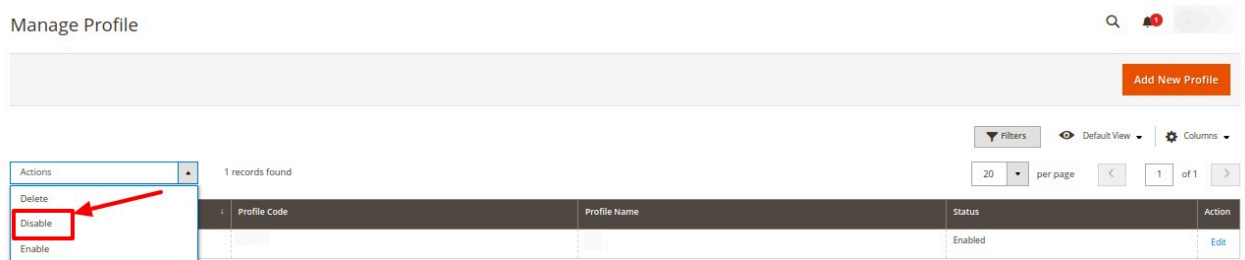 Manage Profile
1
Add New Profile
Filters
Default View
Columns
Actions
1 records found
20
per page
1
of 1
Delete
Disable
Enable
Profile Code
Profile Name
Status
Action
Enabled
Edit